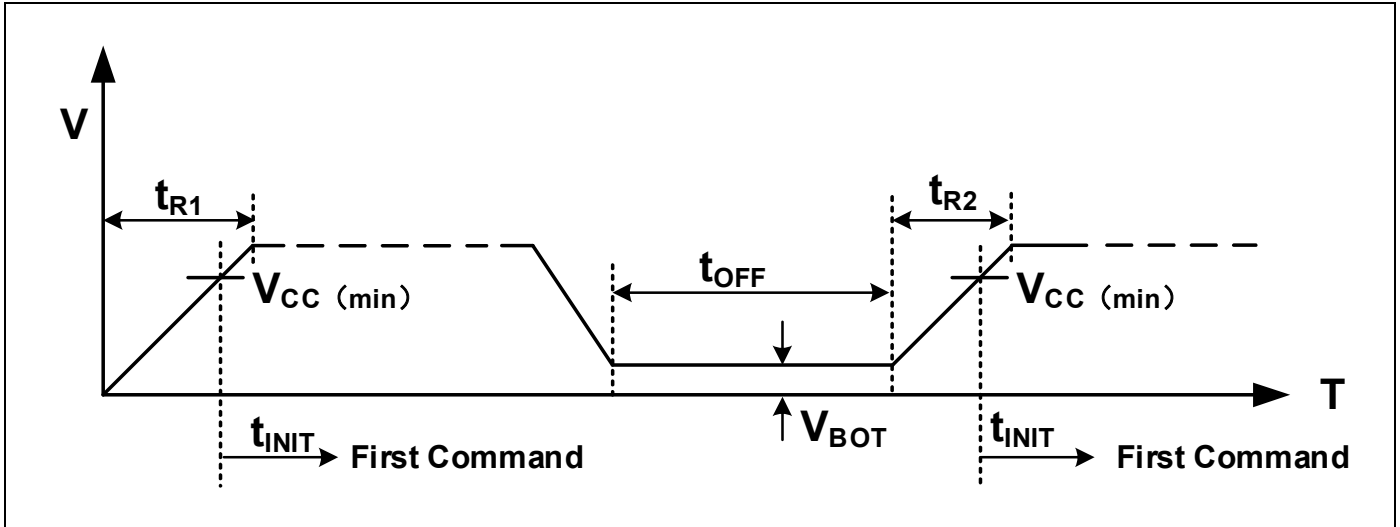 V
tR1
tR2
tOFF
VCC（min）
VCC（min）
T
VBOT
tINIT
First Command
tINIT
First Command